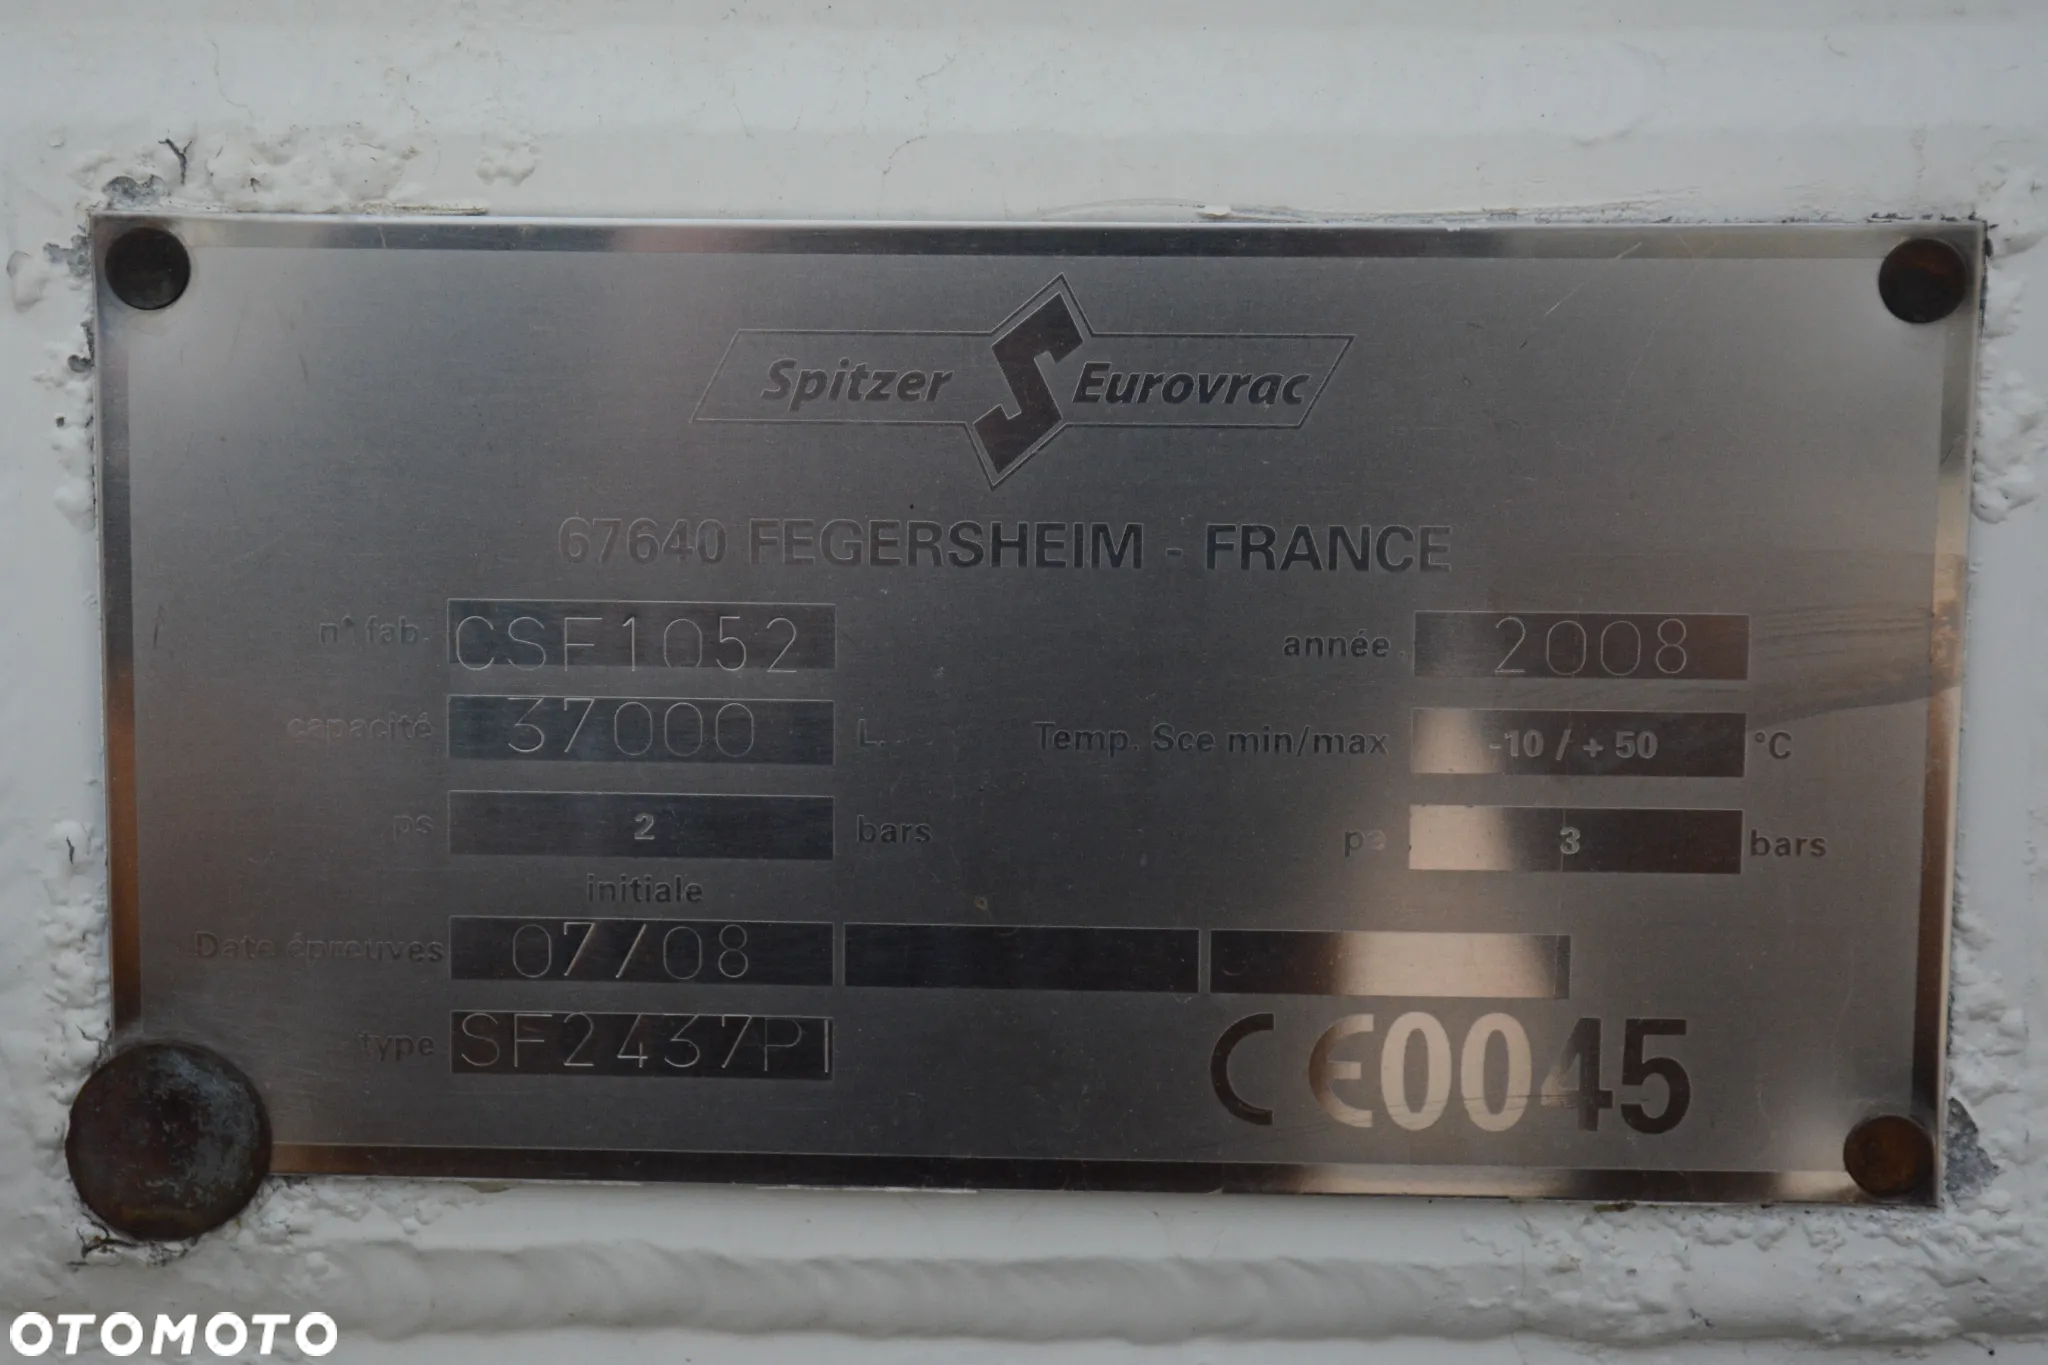 Spitzer S Eurovrac
67640 FEGERSHEIM - FRANCE
n° fab. CSF1052 année. 2008
capacité 37000 L. Temp. Sce min/max -10 / + 50 °C
ps 2 bars pe 3 bars
initiale
Date épreuves 07/08
type SF2437PI CE0045
OTOMOTO